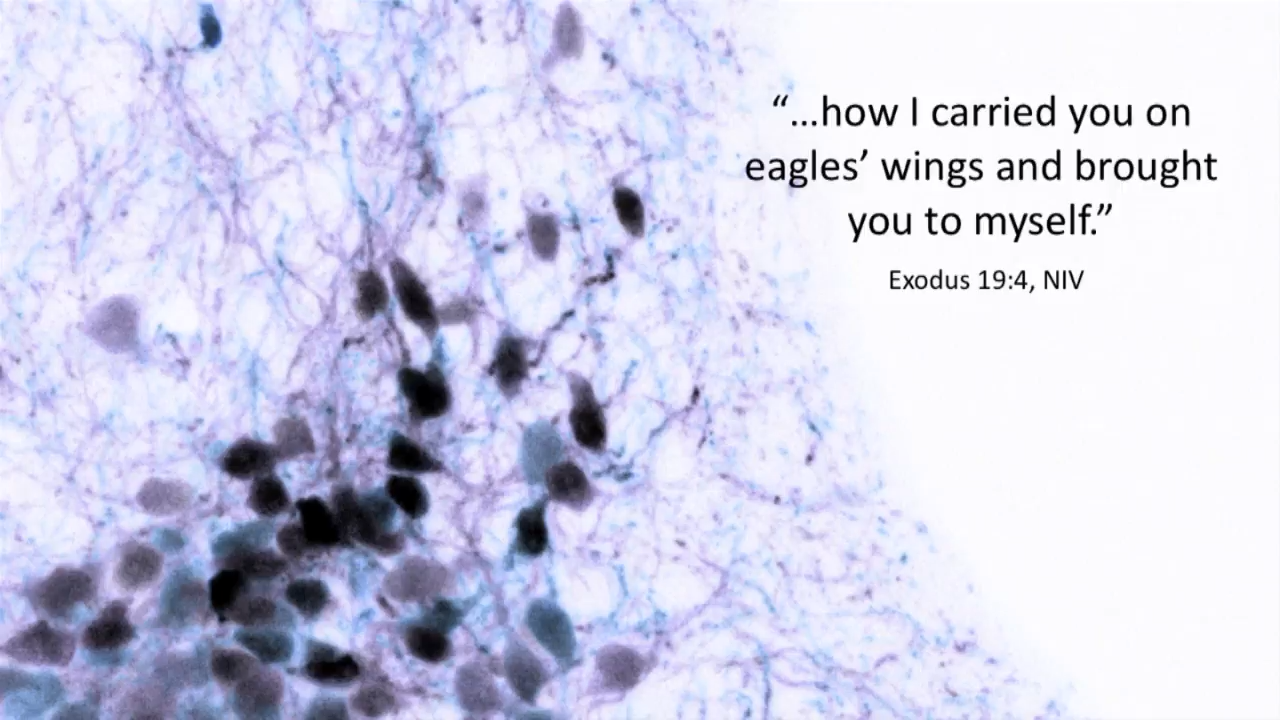 “...how I carried you on
eagles’ wings and brought
you to myself.”
Exodus 19:4, NIV